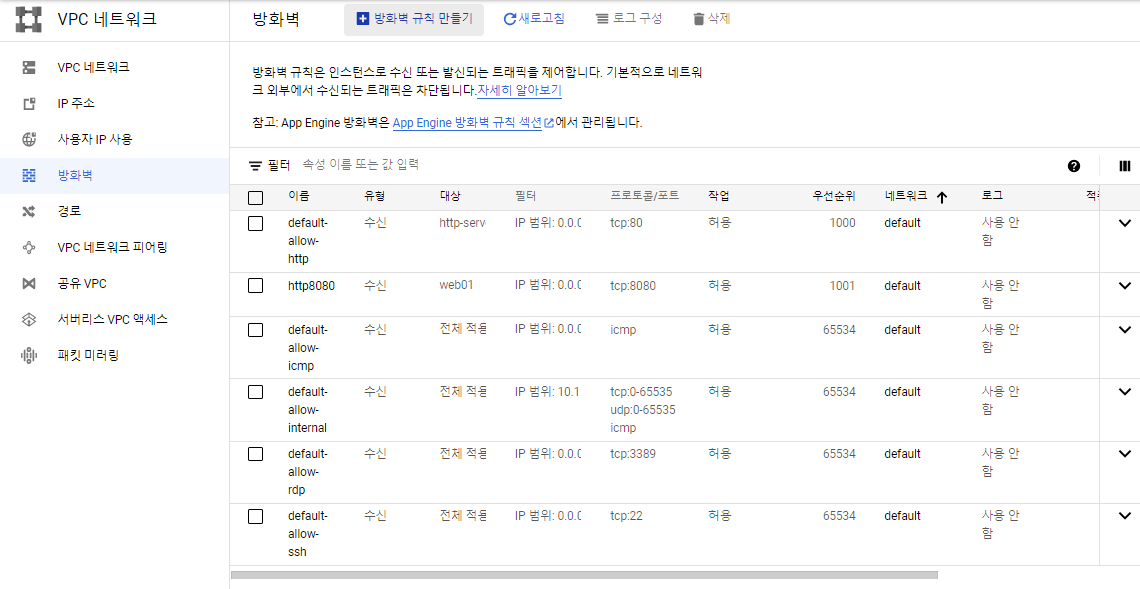 VPC 네트워크
방화벽
방화벽 규칙 만들기
새로고침
로그 구성
삭제
VPC 네트워크
IP 주소
사용자 IP 사용
방화벽
경로
VPC 네트워크 피어링
공유 VPC
서버리스 VPC 액세스
패킷 미러링
방화벽 규칙은 인스턴스로 수신 또는 발신되는 트래픽을 제어합니다. 기본적으로 네트워
크 외부에서 수신되는 트래픽은 차단됩니다.자세히 알아보기
참고: App Engine 방화벽은 App Engine 방화벽 규칙 섹션에서 관리됩니다.
필터 속성 이름 또는 값 입력
이름 유형 대상 필터 프로토콜/포트 작업 우선순위 네트워크 로그
default- 수신 http-serv IP 범위: 0.0.0 tcp:80 허용 1000 default 사용 안
allow- 함
http
http8080 수신 web01 IP 범위: 0.0.0 tcp:8080 허용 1001 default 사용 안
함
default- 수신 전체 적용 IP 범위: 0.0.0 icmp 허용 65534 default 사용 안
allow- 함
icmp
default- 수신 전체 적용 IP 범위: 10.1 tcp:0-65535 허용 65534 default 사용 안
allow- udp:0-65535 함
internal icmp
default- 수신 전체 적용 IP 범위: 0.0.0 tcp:3389 허용 65534 default 사용 안
allow- 함
rdp
default- 수신 전체 적용 IP 범위: 0.0.0 tcp:22 허용 65534 default 사용 안
allow- 함
ssh